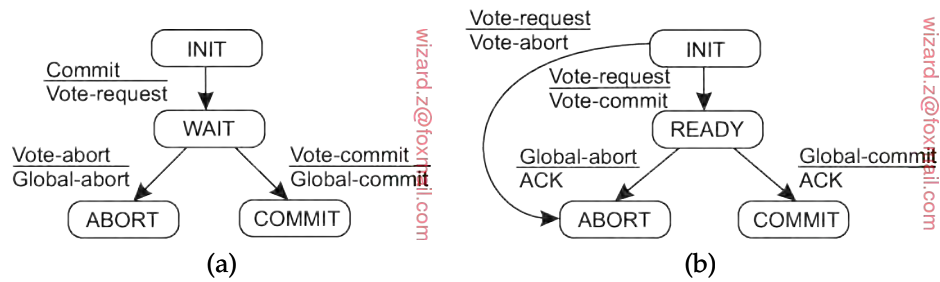 INIT
Commit
Vote-request
WAIT
Vote-abort
Global-abort
Vote-commit
Global-commit
ABORT
COMMIT
(a)
wizard.z@foxmail.com
Vote-request
Vote-abort
INIT
Vote-request
Vote-commit
READY
Global-abort
ACK
Global-commit
ACK
ABORT
COMMIT
(b)
wizard.z@foxmail.com